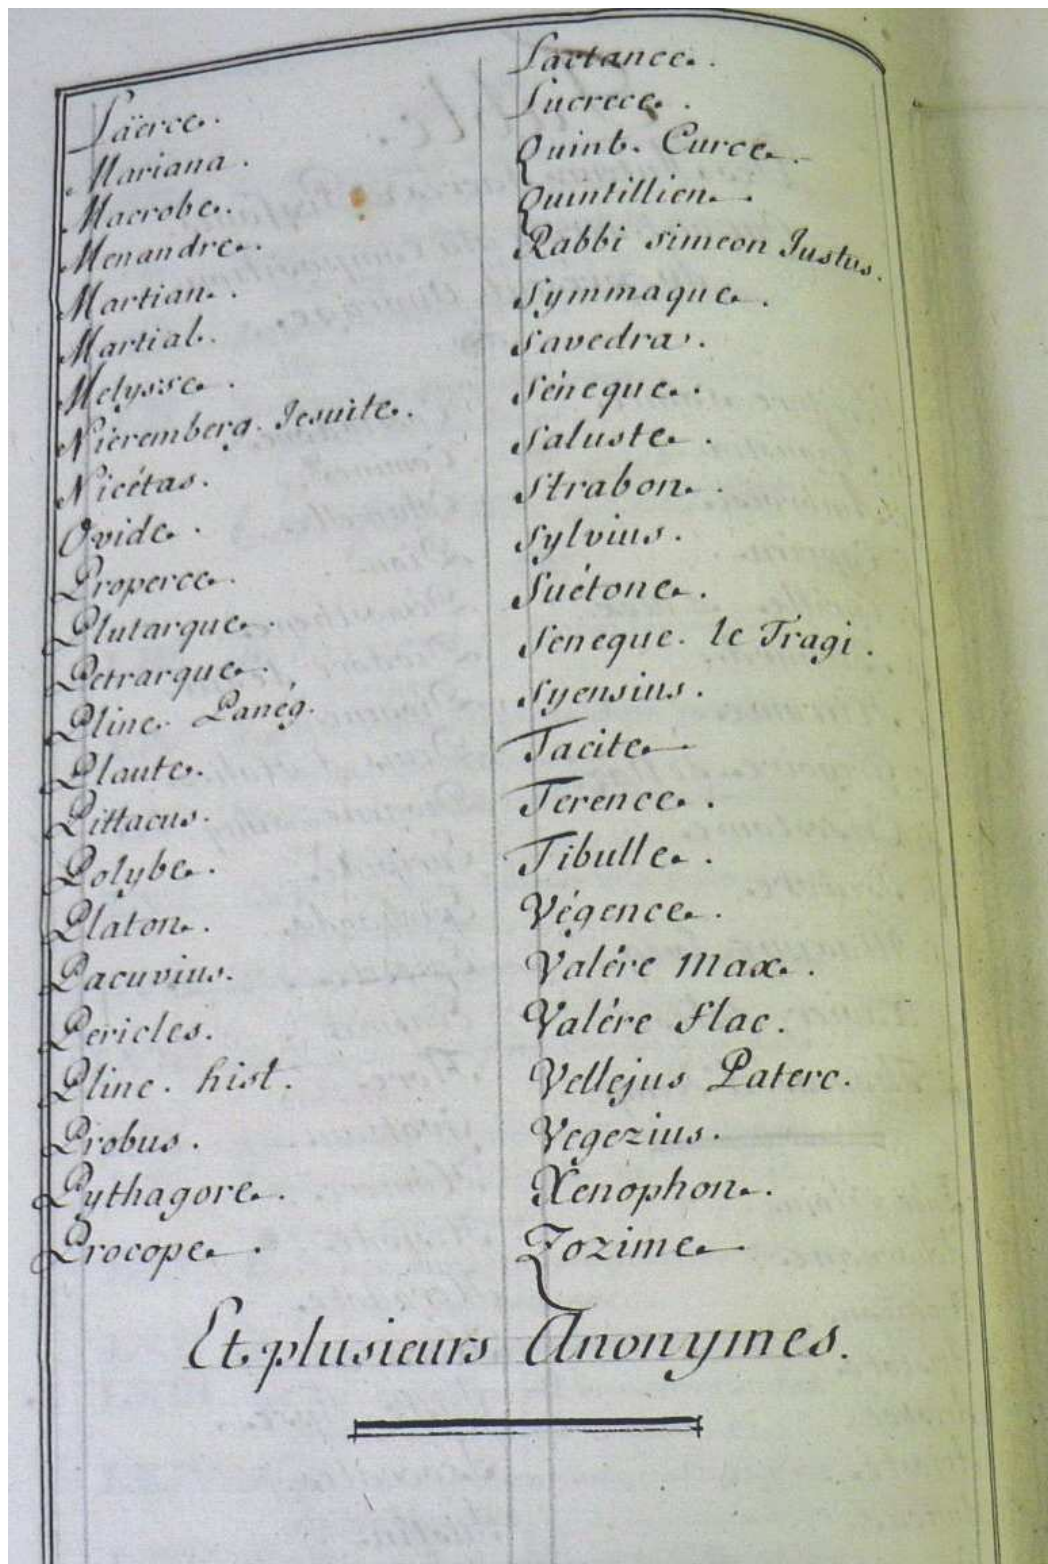 Laërce.
Mariana.
Macrobe.
Menandre.
Martian.
Martial.
Melysse.
Nieremberg. Jesuite.
Nicétas.
Ovide.
Properce.
Plutarque.
Petrarque.
Pline. Panég.
Plaute.
Pittacus.
Polybe.
Platon.
Pacuvius.
Pericles.
Pline. hist.
Probus.
Pythagore.
Procope.
Lactance.
Lucrece.
Quint. Curce.
Quintillien.
Rabbi Simeon Justus.
Symmaque.
Savedra.
Séneque.
Saluste.
Strabon.
Sylvius.
Suétone.
Seneque. le Tragi.
Syensius.
Tacite
Terence.
Tibulle.
Végence.
Valére Max.
Valére flac.
Vellejus Paterc.
Vegezius.
Xenophon.
Zozime
Et plusieurs Anonymes.